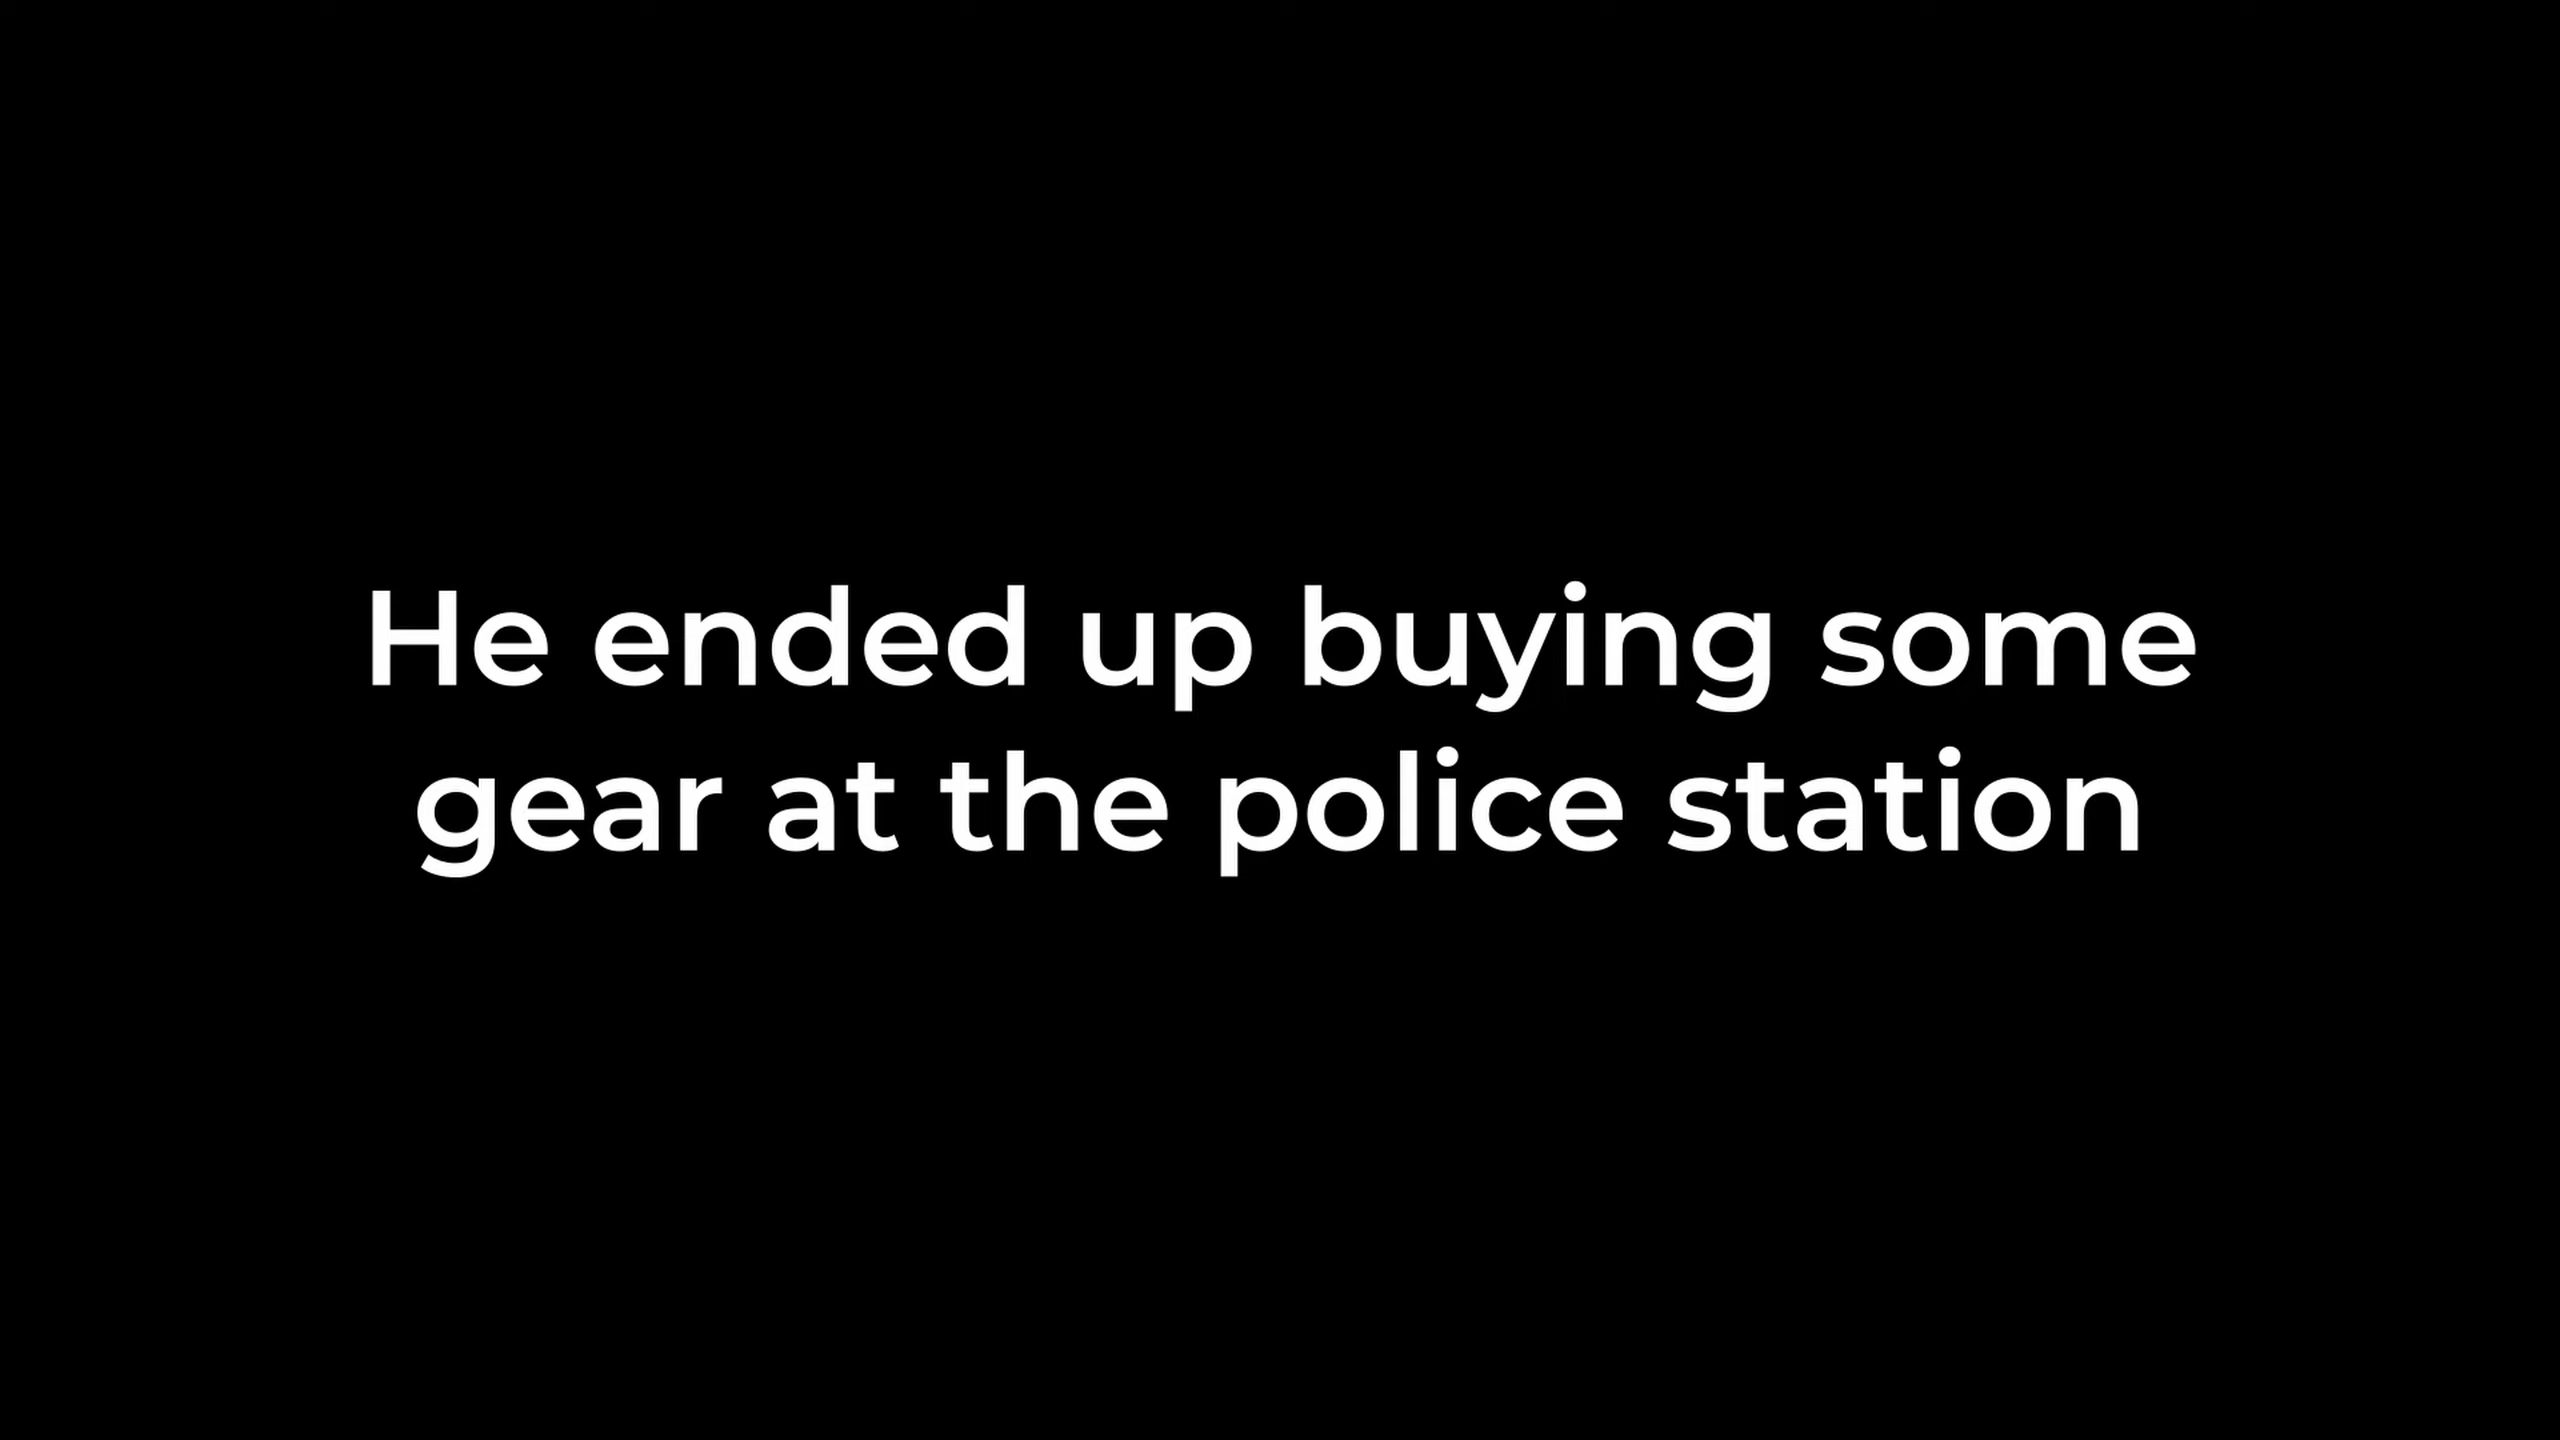 He ended up buying some
gear at the police station